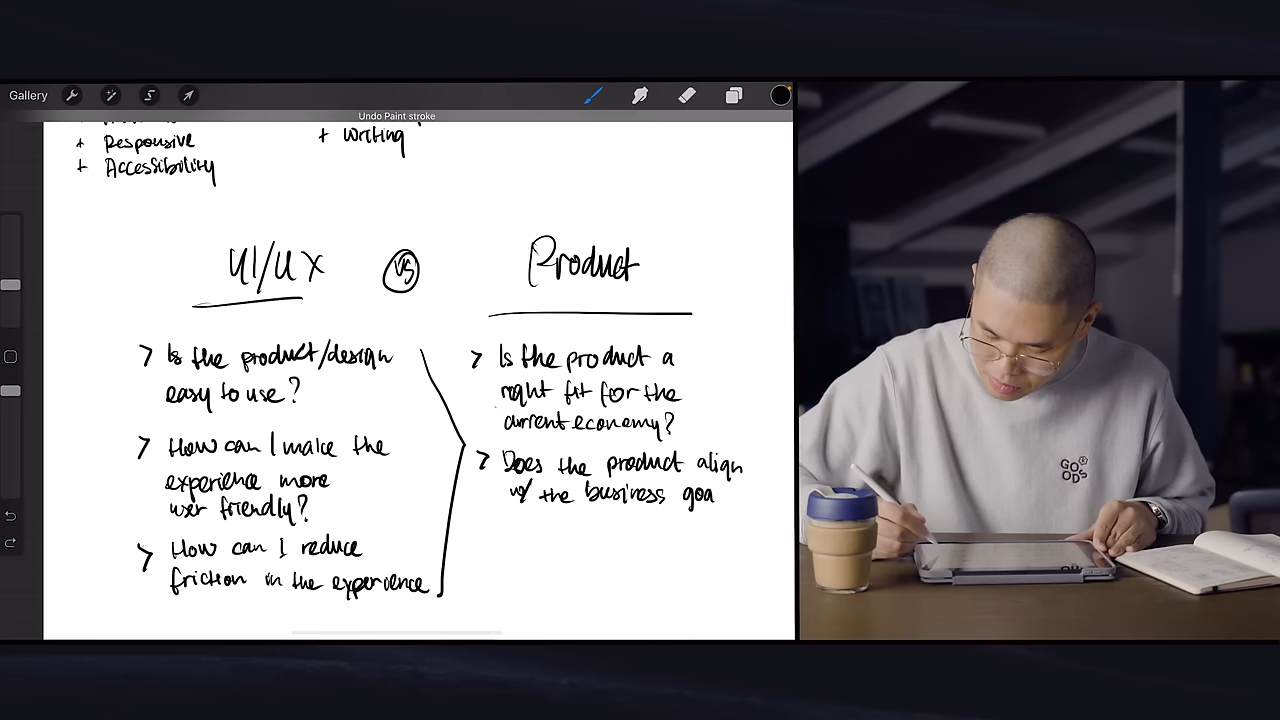 Gallery
Undo Paint stroke
+ Responsive
+ Accessibility
+ Writing
UI/UX
VS
Product
> Is the product/design
easy to use?
> How can I make the
experience more
user friendly?
> How can I reduce
friction in the experience
> Is the product a
right fit for the
current economy?
> Does the product align
w/ the business goa
GO
ODS